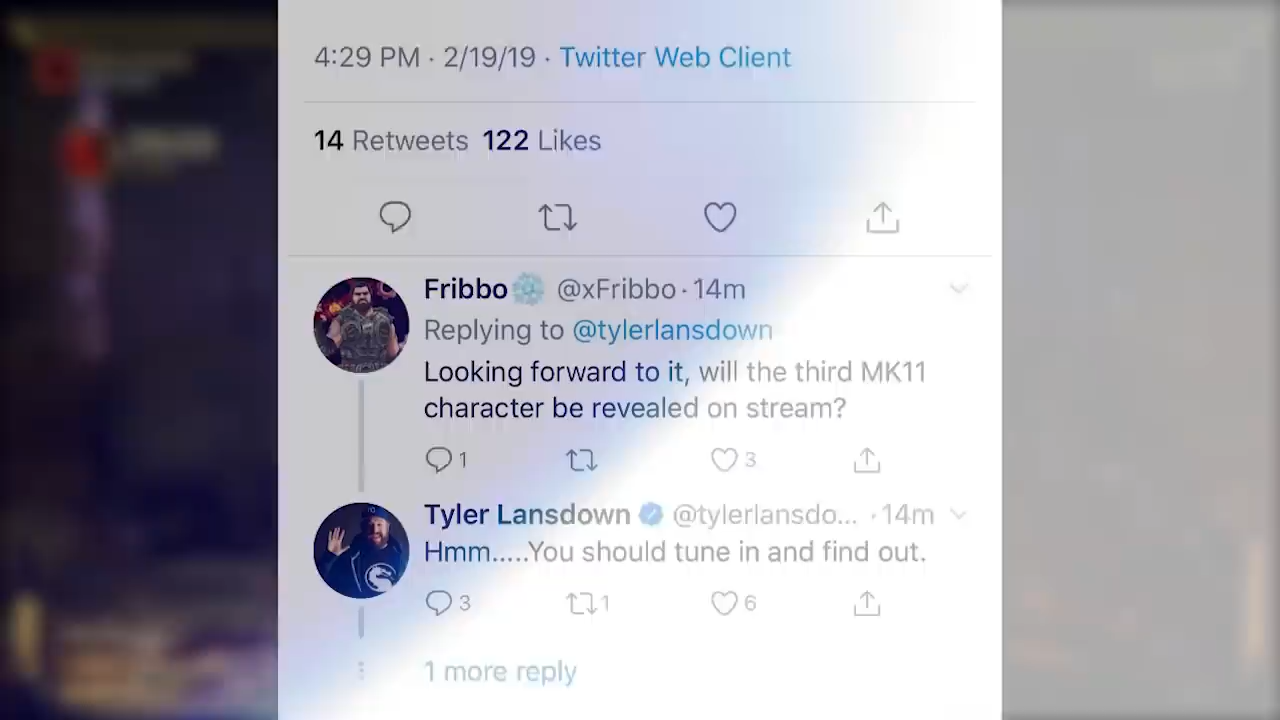 4:29 PM · 2/19/19 · Twitter Web Client
14 Retweets 122 Likes
Fribbo @xFribbo · 14m
Replying to @tylerlansdown
Looking forward to it, will the third MK11
character be revealed on stream?
1 3
Tyler Lansdown @tylerlansdo... · 14m
Hmm.....You should tune in and find out.
3 1 6
1 more reply